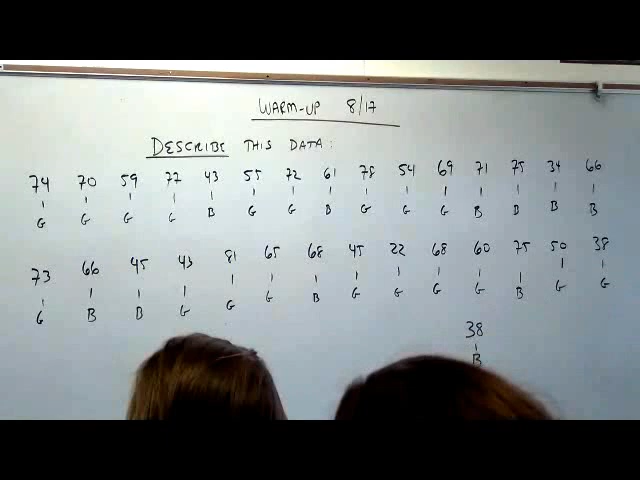 WARM-UP 8/17
DESCRIBE THIS DATA:
74 70 59 77 43 55 72 61 78 54 69 71 75 34 66
G G G G B G G B G G G B B B B
73 66 45 43 81 65 68 45 22 68 60 75 50 38
G B B G G G B G G G G B G G
38
B